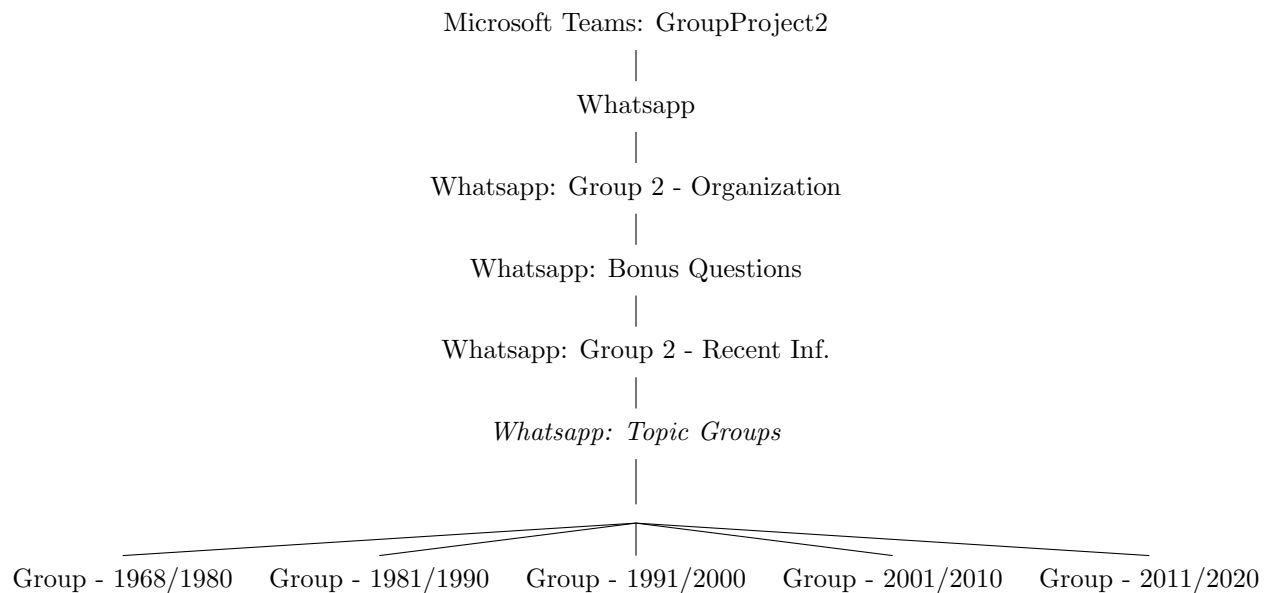 Microsoft Teams: GroupProject2
Whatsapp
Whatsapp: Group 2 - Organization
Whatsapp: Bonus Questions
Whatsapp: Group 2 - Recent Inf.
Whatsapp: Topic Groups
Group - 1968/1980 Group - 1981/1990 Group - 1991/2000 Group - 2001/2010 Group - 2011/2020